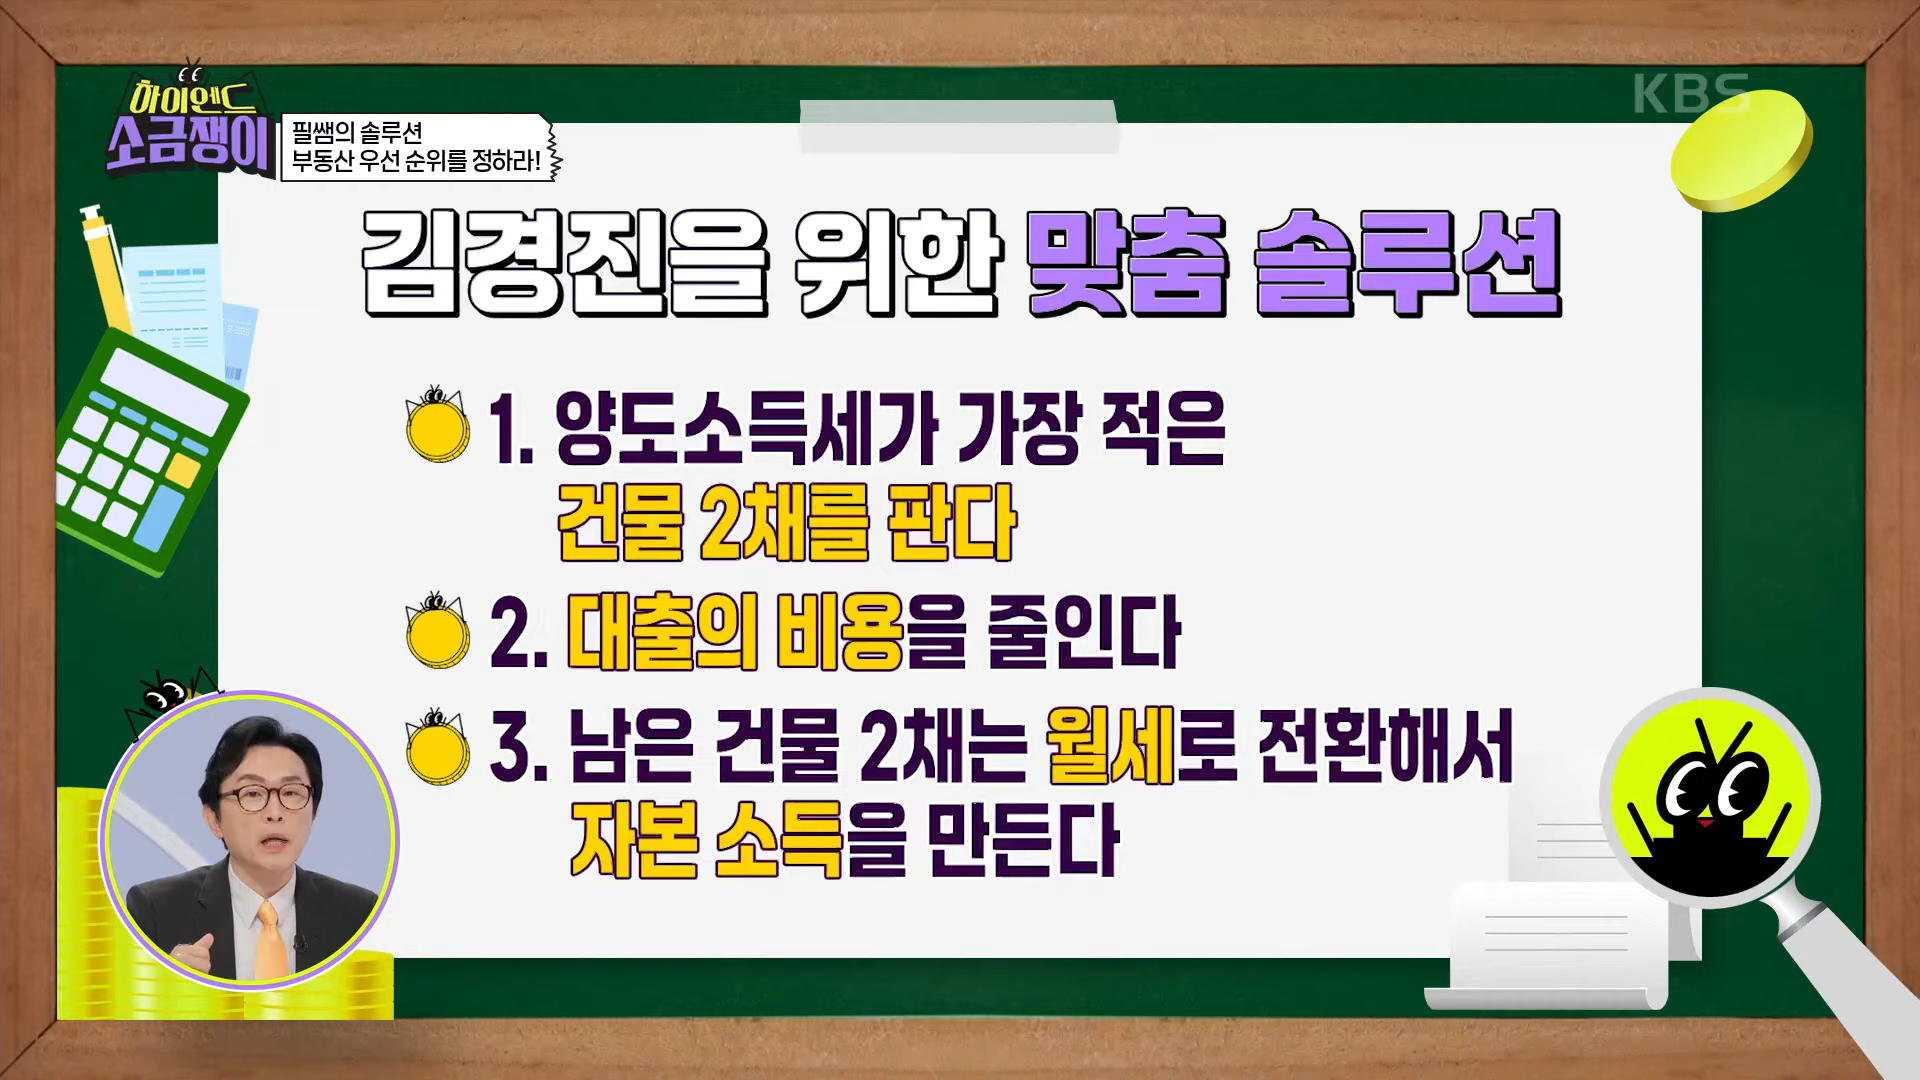 하이엔드
소금쟁이
필쌤의 솔루션
부동산 우선 순위를 정하라!
KBS
김경진을 위한 맞춤 솔루션
1. 양도소득세가 가장 적은
건물 2채를 판다
2. 대출의 비용을 줄인다
3. 남은 건물 2채는 월세로 전환해서
자본 소득을 만든다